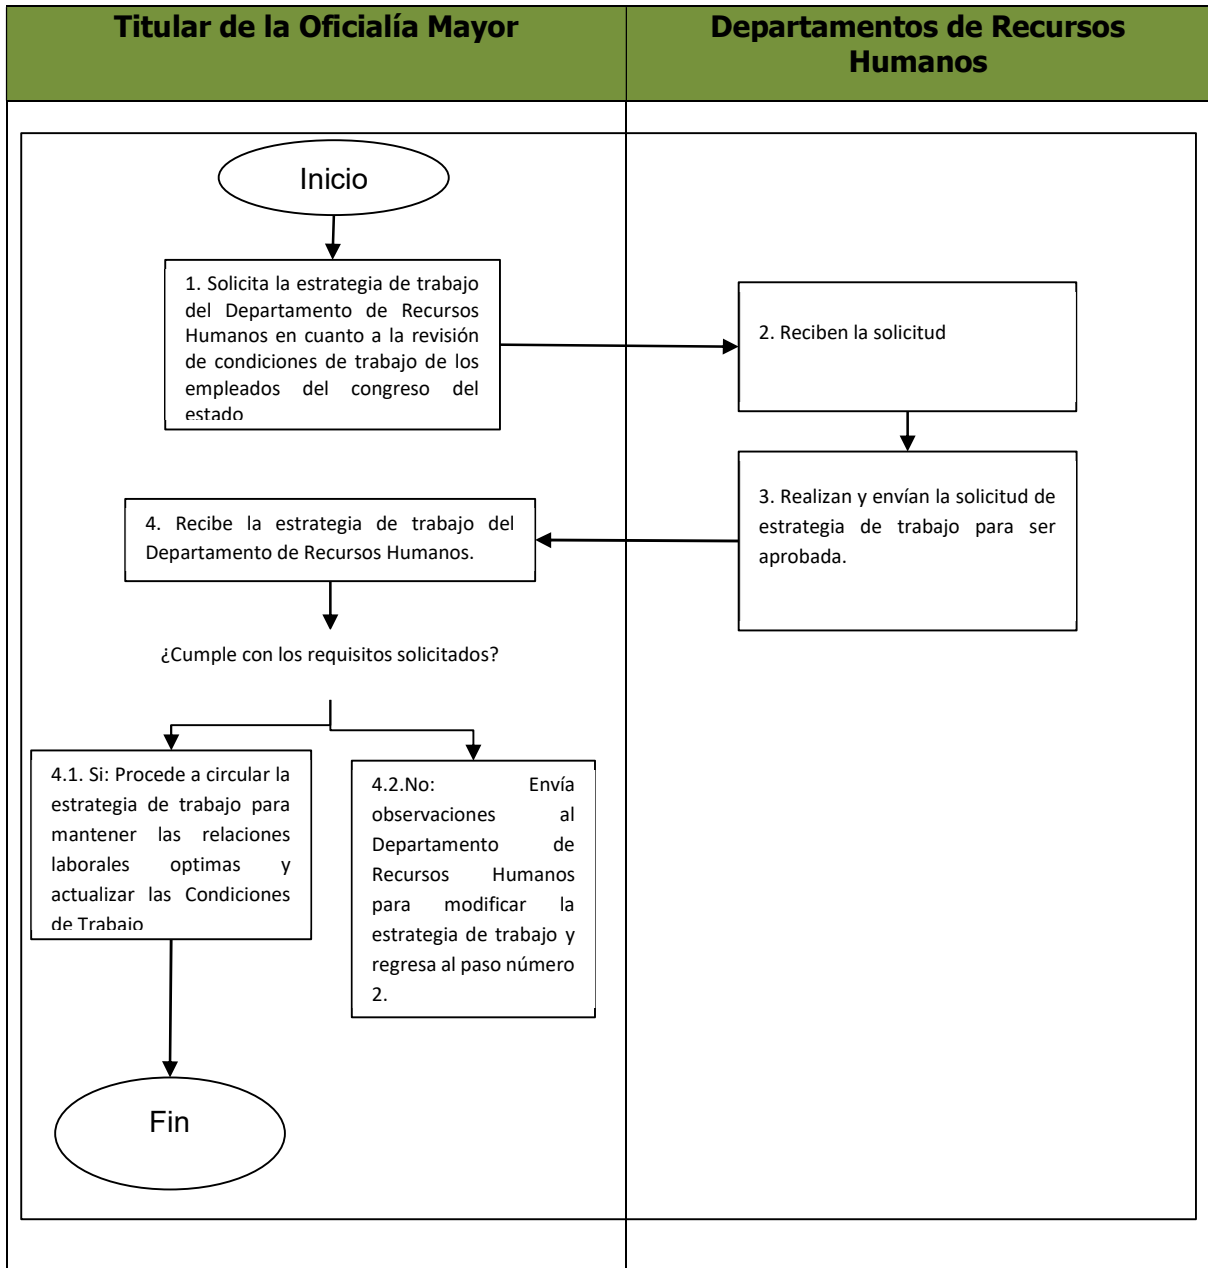 Titular de la Oficialía Mayor
Departamentos de Recursos
Humanos
Inicio
1. Solicita la estrategia de trabajo
del Departamento de Recursos
Humanos en cuanto a la revisión
de condiciones de trabajo de los
empleados del congreso del
estado
2. Reciben la solicitud
3. Realizan y envían la solicitud de
estrategia de trabajo para ser
aprobada.
4. Recibe la estrategia de trabajo del
Departamento de Recursos Humanos.
¿Cumple con los requisitos solicitados?
4.1. Si: Procede a circular la
estrategia de trabajo para
mantener las relaciones
laborales optimas y
actualizar las Condiciones
de Trabajo
4.2.No: Envía
observaciones al
Departamento de
Recursos Humanos
para modificar la
estrategia de trabajo y
regresa al paso número
2.
Fin